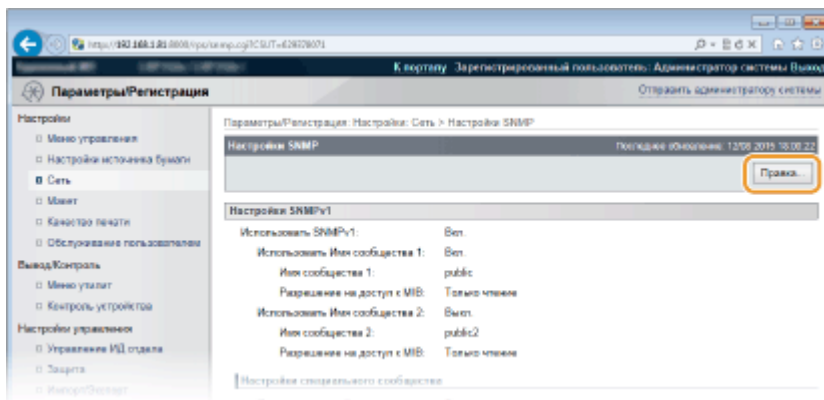 К порталу Зарегистрированный пользователь: Администратор системы Выход
Параметры/Регистрация
Отправить администратору системы
Настройки
Меню управления
Настройки источника бумаги
Сеть
Макет
Качество печати
Обслуживание пользователем
Вывод/Контроль
Меню утилит
Контроль устройства
Настройки управления
Управление ИД отдела
Защита
Импорт/Экспорт
Параметры/Регистрация: Настройки: Сеть > Настройки SNMP
Настройки SNMP
Последнее обновление: 12/08 2015 18:08:22
Правка...
Настройки SNMPv1
Использовать SNMPv1: Вкл.
Использовать Имя сообщества 1: Вкл.
Имя сообщества 1: public
Разрешение на доступ к MIB: Только чтение
Использовать Имя сообщества 2: Выкл.
Имя сообщества 2: public2
Разрешение на доступ к MIB: Только чтение
Настройки специального сообщества